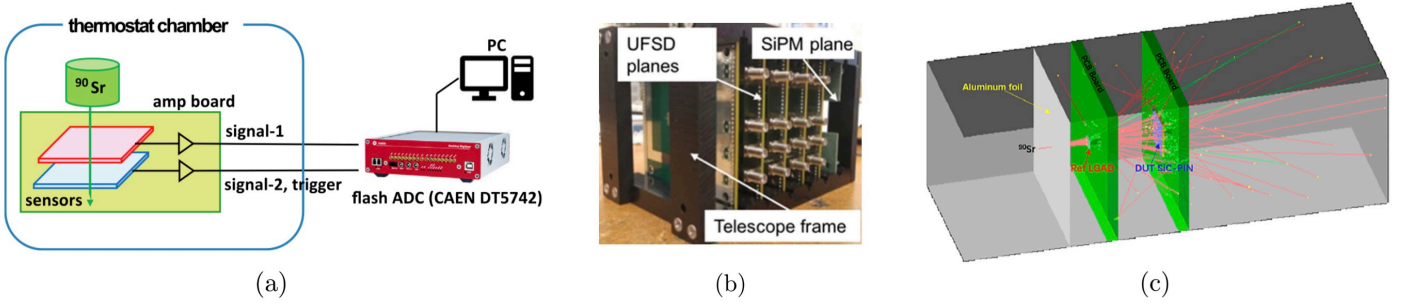 thermostat chamber
PC
90Sr
amp board
signal-1
signal-2, trigger
sensors
flash ADC (CAEN DT5742)
(a)
UFSD
planes
SiPM plane
Telescope frame
(b)
PCB Board
PCB Board
Aluminum foil
90Sr
Ref LGAD
DUT SiC-PIN
(c)